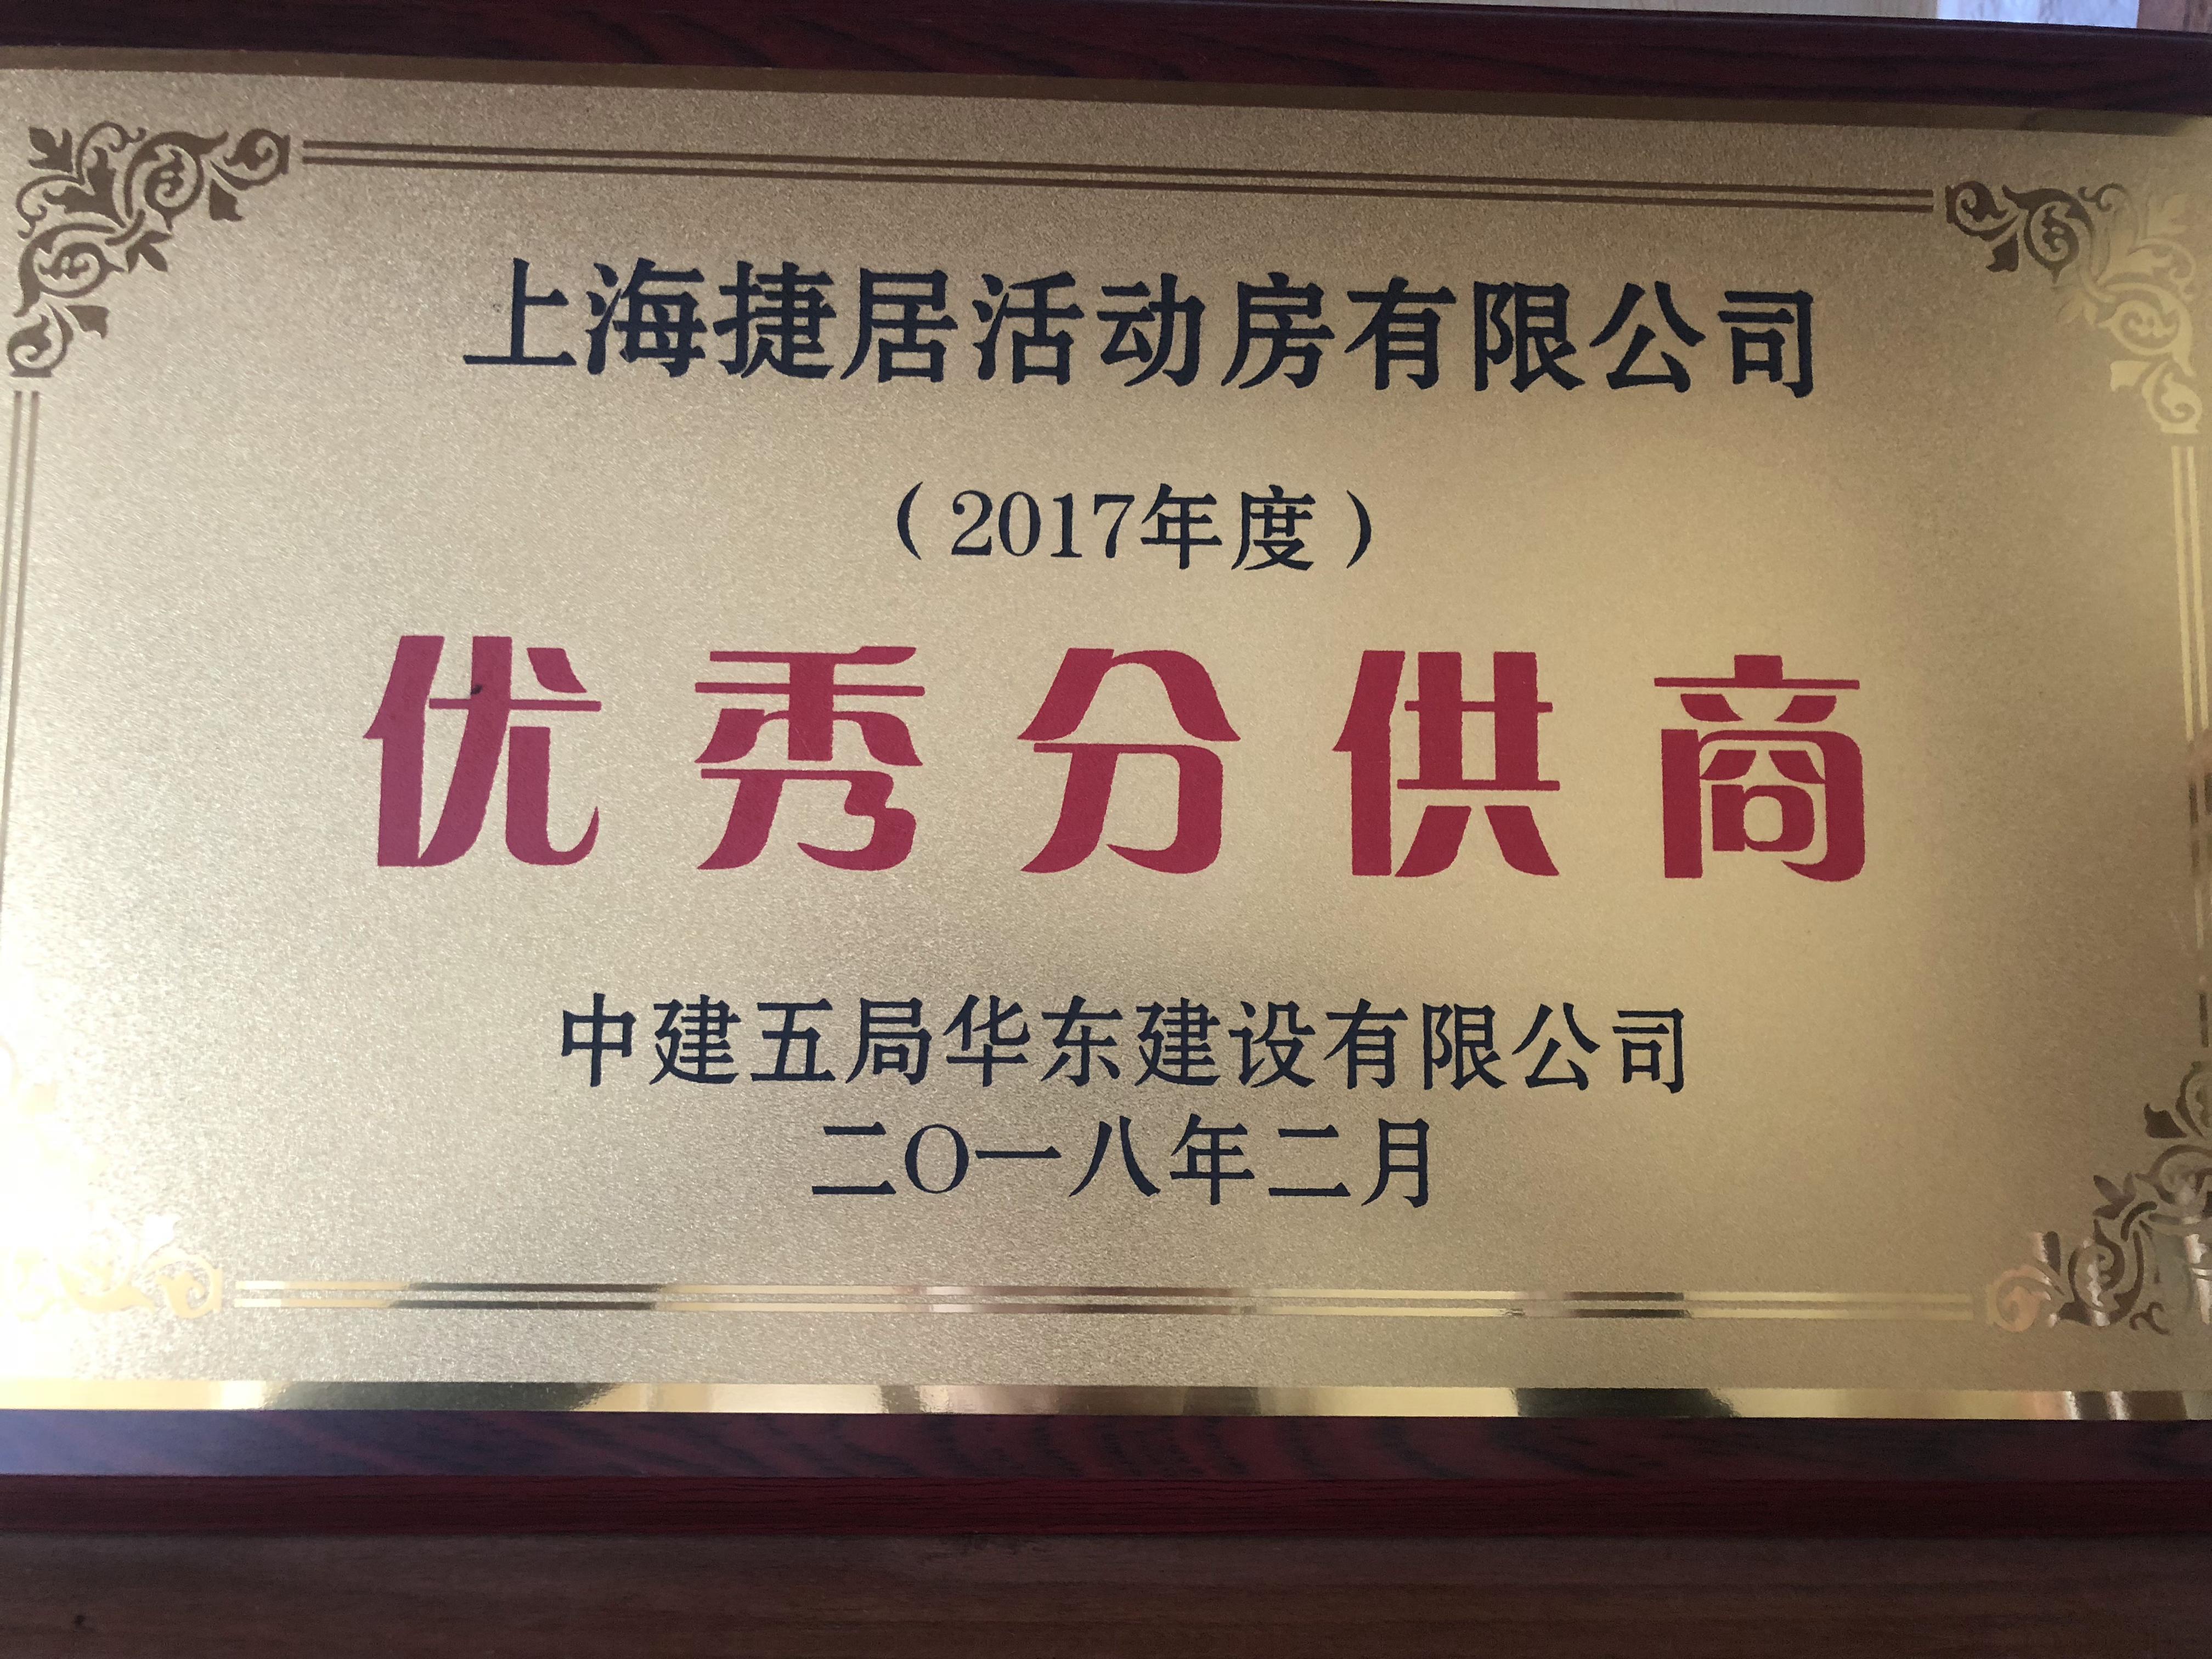 上海捷居活动房有限公司
（2017年度）
优秀分供商
中建五局华东建设有限公司
二O一八年二月